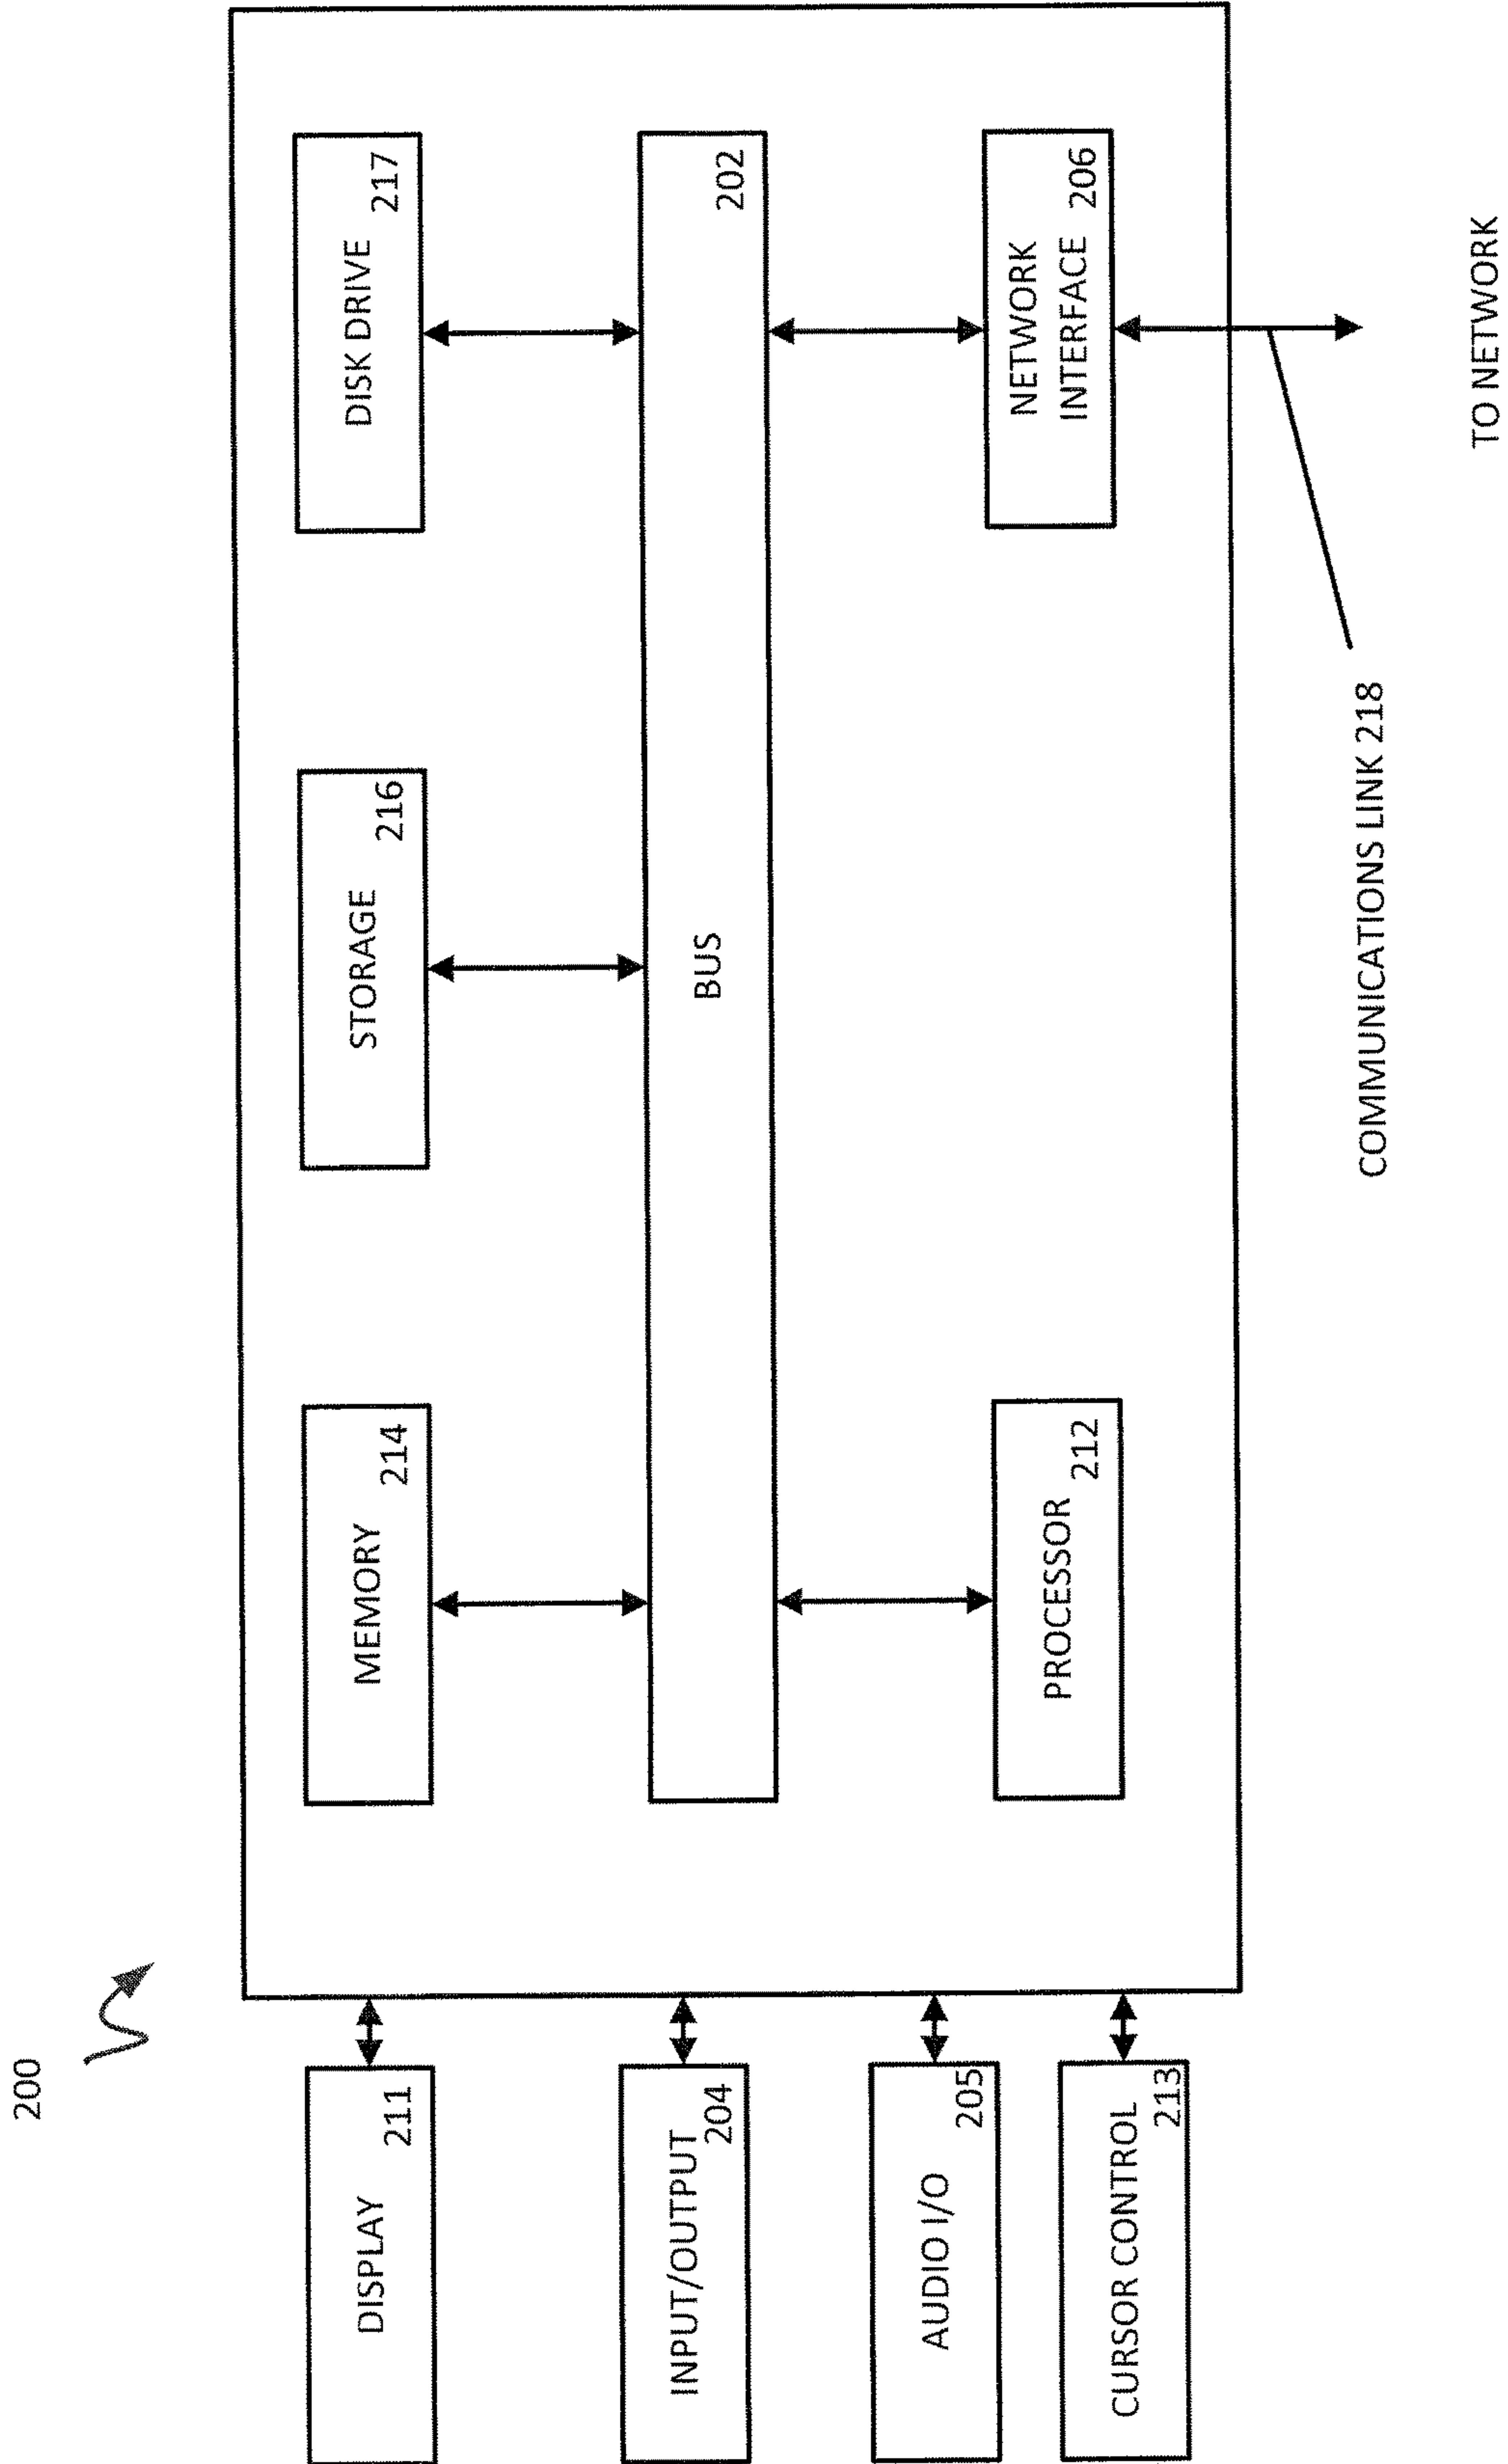 200
DISPLAY
211
INPUT/OUTPUT
204
AUDIO I/O
205
CURSOR CONTROL
213
MEMORY
214
STORAGE
216
DISK DRIVE
217
BUS
202
PROCESSOR
212
NETWORK
INTERFACE
206
COMMUNICATIONS LINK 218
TO NETWORK